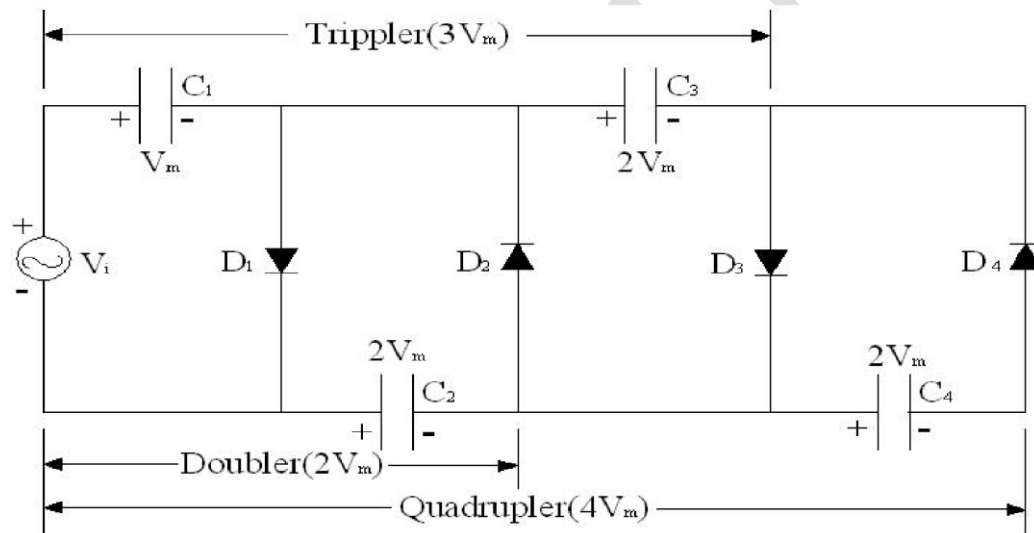 Trippler(3Vₘ)
C₁
C₃
+ -
+ -
Vₘ
2Vₘ
+
Vᵢ
-
D₁
D₂
D₃
D₄
2Vₘ
2Vₘ
C₂
C₄
+ -
+ -
Doubler(2Vₘ)
Quadrupler(4Vₘ)